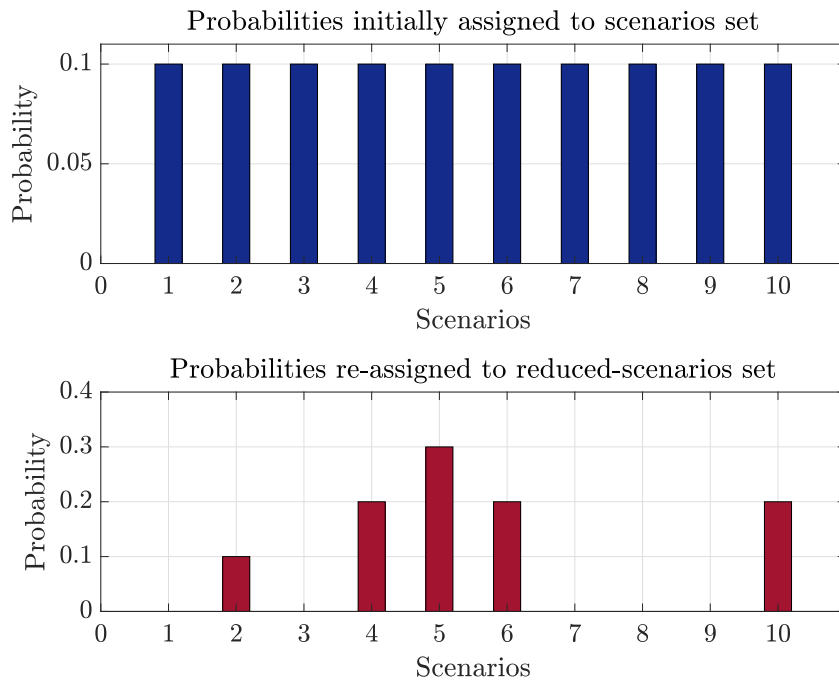 Probabilities initially assigned to scenarios set
0.1
0.05
0
Probability
0 1 2 3 4 5 6 7 8 9 10
Scenarios
Probabilities re-assigned to reduced-scenarios set
0.4
0.3
0.2
0.1
0
Probability
0 1 2 3 4 5 6 7 8 9 10
Scenarios